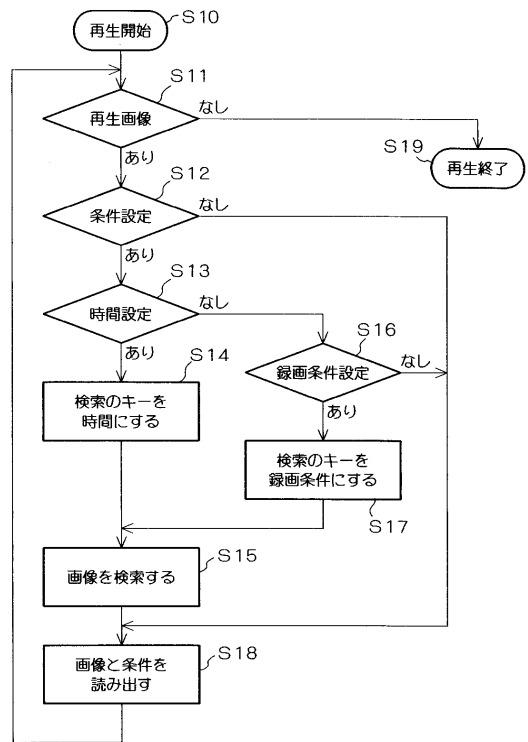 再生開始
S10
S11
再生画像
なし
あり
S19
再生終了
S12
条件設定
なし
あり
S13
時間設定
なし
あり
S16
録画条件設定
なし
あり
S14
検索のキーを
時間にする
検索のキーを
録画条件にする
S17
S15
画像を検索する
S18
画像と条件を
読み出す